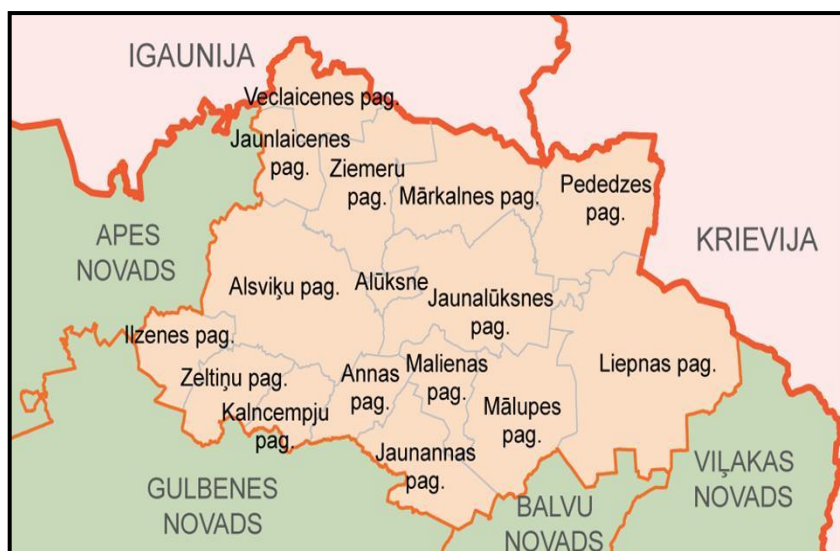 IGAUNIJA
Veclaicenes pag.
Jaunlaicenes
pag.
Ziemeru
pag.
Mārkalnes pag.
Pededzes
pag.
APES
NOVADS
KRIEVIJA
Alsviķu pag.
Alūksne
Jaunalūksnes
pag.
Ilzenes pag.
Zeltiņu pag.
Kalncempju
pag.
Annas
pag.
Malienas
pag.
Mālupes
pag.
Liepnas pag.
Jaunannas
pag.
GULBENES
NOVADS
BALVU
NOVADS
VIĻAKAS
NOVADS